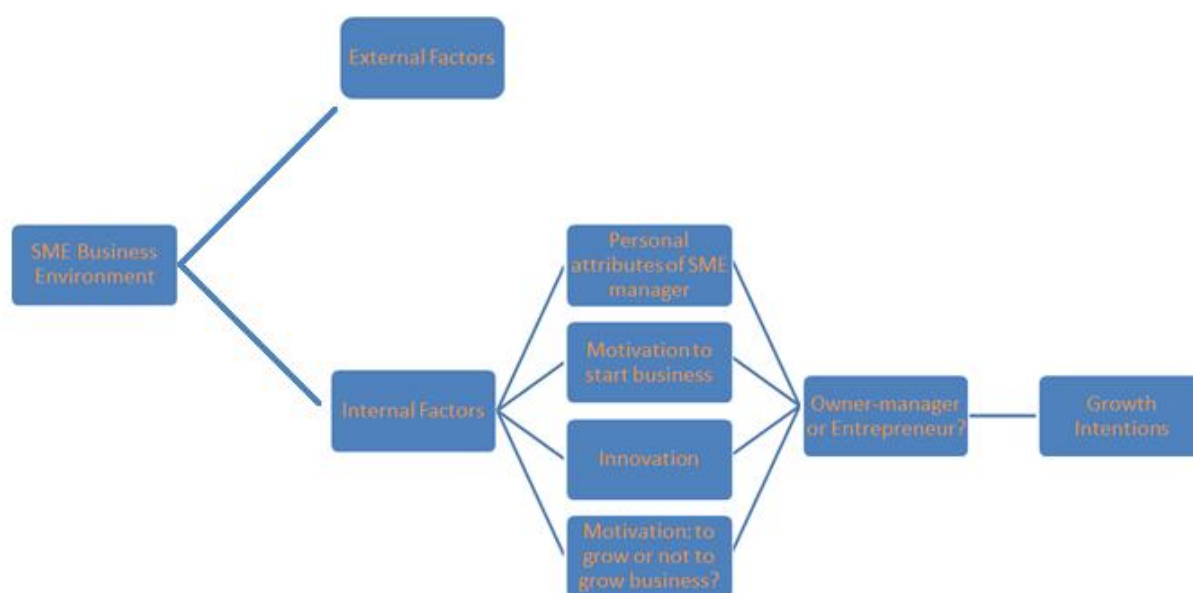 External Factors
SME Business
Environment
Personal
attributes of SME
manager
Motivation to
start business
Internal Factors
Innovation
Motivation: to
grow or not to
grow business?
Owner-manager
or Entrepreneur?
Growth
Intentions